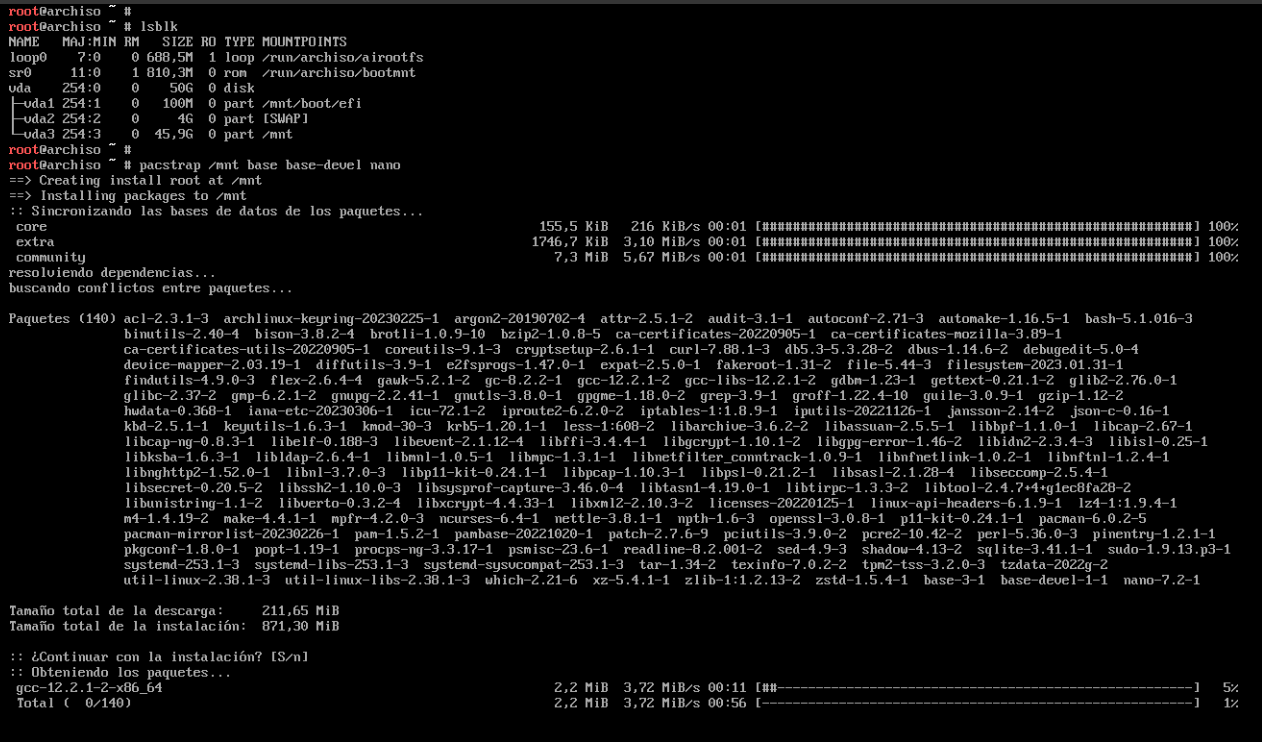 root@archiso ~ #
root@archiso ~ # lsblk
NAME   MAJ:MIN RM   SIZE RO TYPE MOUNTPOINTS
loop0    7:0    0 688,5M  1 loop /run/archiso/airootfs
sr0     11:0    1 810,3M  0 rom  /run/archiso/bootmnt
vda    254:0    0    50G  0 disk
├─vda1 254:1    0   100M  0 part /mnt/boot/efi
├─vda2 254:2    0     4G  0 part [SWAP]
└─vda3 254:3    0  45,9G  0 part /mnt
root@archiso ~ #
root@archiso ~ # pacstrap /mnt base base-devel nano
==> Creating install root at /mnt
==> Installing packages to /mnt
:: Sincronizando las bases de datos de los paquetes...
core 155,5 KiB 216 KiB/s 00:01 [########################################################] 100%
extra 1746,7 KiB 3,10 MiB/s 00:01 [########################################################] 100%
community 7,3 MiB 5,67 MiB/s 00:01 [########################################################] 100%
resolviendo dependencias...
buscando conflictos entre paquetes...
Paquetes (140) acl-2.3.1-3  archlinux-keyring-20230225-1  argon2-20190702-4  attr-2.5.1-2  audit-3.1-1  autoconf-2.71-3  automake-1.16.5-1  bash-5.1.016-3
binutils-2.40-4  bison-3.8.2-4  brotli-1.0.9-10  bzip2-1.0.8-5  ca-certificates-20220905-1  ca-certificates-mozilla-3.89-1
ca-certificates-utils-20220905-1  coreutils-9.1-3  cryptsetup-2.6.1-1  curl-7.88.1-3  db5.3-5.3.28-2  dbus-1.14.6-2  debugedit-5.0-4
device-mapper-2.03.19-1  diffutils-3.9-1  e2fsprogs-1.47.0-1  expat-2.5.0-1  fakeroot-1.31-2  file-5.44-3  filesystem-2023.01.31-1
findutils-4.9.0-3  flex-2.6.4-4  gawk-5.2.1-2  gc-8.2.2-1  gcc-12.2.1-2  gcc-libs-12.2.1-2  gdbm-1.23-1  gettext-0.21.1-2  glib2-2.76.0-1
glibc-2.37-2  gmp-6.2.1-2  gnupg-2.2.41-1  gnutls-3.8.0-1  gpgme-1.18.0-2  grep-3.9-1  groff-1.22.4-10  guile-3.0.9-1  gzip-1.12-2
hwdata-0.368-1  iana-etc-20230306-1  icu-72.1-2  iproute2-6.2.0-2  iptables-1:1.8.9-1  iputils-20221126-1  jansson-2.14-2  json-c-0.16-1
kbd-2.5.1-1  keyutils-1.6.3-1  kmod-30-3  krb5-1.20.1-1  less-1:608-2  libarchive-3.6.2-2  libassuan-2.5.5-1  libbpf-1.1.0-1  libcap-2.67-1
libcap-ng-0.8.3-1  libelf-0.188-3  libevent-2.1.12-4  libffi-3.4.4-1  libgcrypt-1.10.1-2  libgpg-error-1.46-2  libidn2-2.3.4-3  libisl-0.25-1
libksba-1.6.3-1  libldap-2.6.4-1  libmnl-1.0.5-1  libmpc-1.3.1-1  libnetfilter_conntrack-1.0.9-1  libnfnetlink-1.0.2-1  libnftnl-1.2.4-1
libnghttp2-1.52.0-1  libnl-3.7.0-3  libp11-kit-0.24.1-1  libpcap-1.10.3-1  libpsl-0.21.2-1  libsasl-2.1.28-4  libseccomp-2.5.4-1
libsecret-0.20.5-2  libssh2-1.10.0-3  libsysprof-capture-3.46.0-4  libtasn1-4.19.0-1  libtirpc-1.3.3-2  libtool-2.4.7+4+g1ec8fa28-2
libunistring-1.1-2  libverto-0.3.2-4  libxcrypt-4.4.33-1  libxml2-2.10.3-2  licenses-20220125-1  linux-api-headers-6.1.9-1  lz4-1:1.9.4-1
m4-1.4.19-2  make-4.4.1-1  mpfr-4.2.0-3  ncurses-6.4-1  nettle-3.8.1-1  npth-1.6-3  openssl-3.0.8-1  p11-kit-0.24.1-1  pacman-6.0.2-5
pacman-mirrorlist-20230226-1  pam-1.5.2-1  pambase-20221020-1  patch-2.7.6-9  pciutils-3.9.0-2  pcre2-10.42-2  perl-5.36.0-3  pinentry-1.2.1-1
pkgconf-1.8.0-1  popt-1.19-1  procps-ng-3.3.17-1  psmisc-23.6-1  readline-8.2.001-2  sed-4.9-3  shadow-4.13-2  sqlite-3.41.1-1  sudo-1.9.13.p3-1
systemd-253.1-3  systemd-libs-253.1-3  systemd-sysvcompat-253.1-3  tar-1.34-2  texinfo-7.0.2-2  tpm2-tss-3.2.0-3  tzdata-2022g-2
util-linux-2.38.1-3  util-linux-libs-2.38.1-3  which-2.21-6  xz-5.4.1-1  zlib-1:1.2.13-2  zstd-1.5.4-1  base-3-1  base-devel-1-1  nano-7.2-1
Tamaño total de la descarga:     211,65 MiB
Tamaño total de la instalación:  871,30 MiB
:: ¿Continuar con la instalación? [S/n]
:: Obteniendo los paquetes...
gcc-12.2.1-2-x86_64 2,2 MiB 3,72 MiB/s 00:11 [##------------------------------------------------------] 5%
Total (  0/140) 2,2 MiB 3,72 MiB/s 00:56 [--------------------------------------------------------] 1%